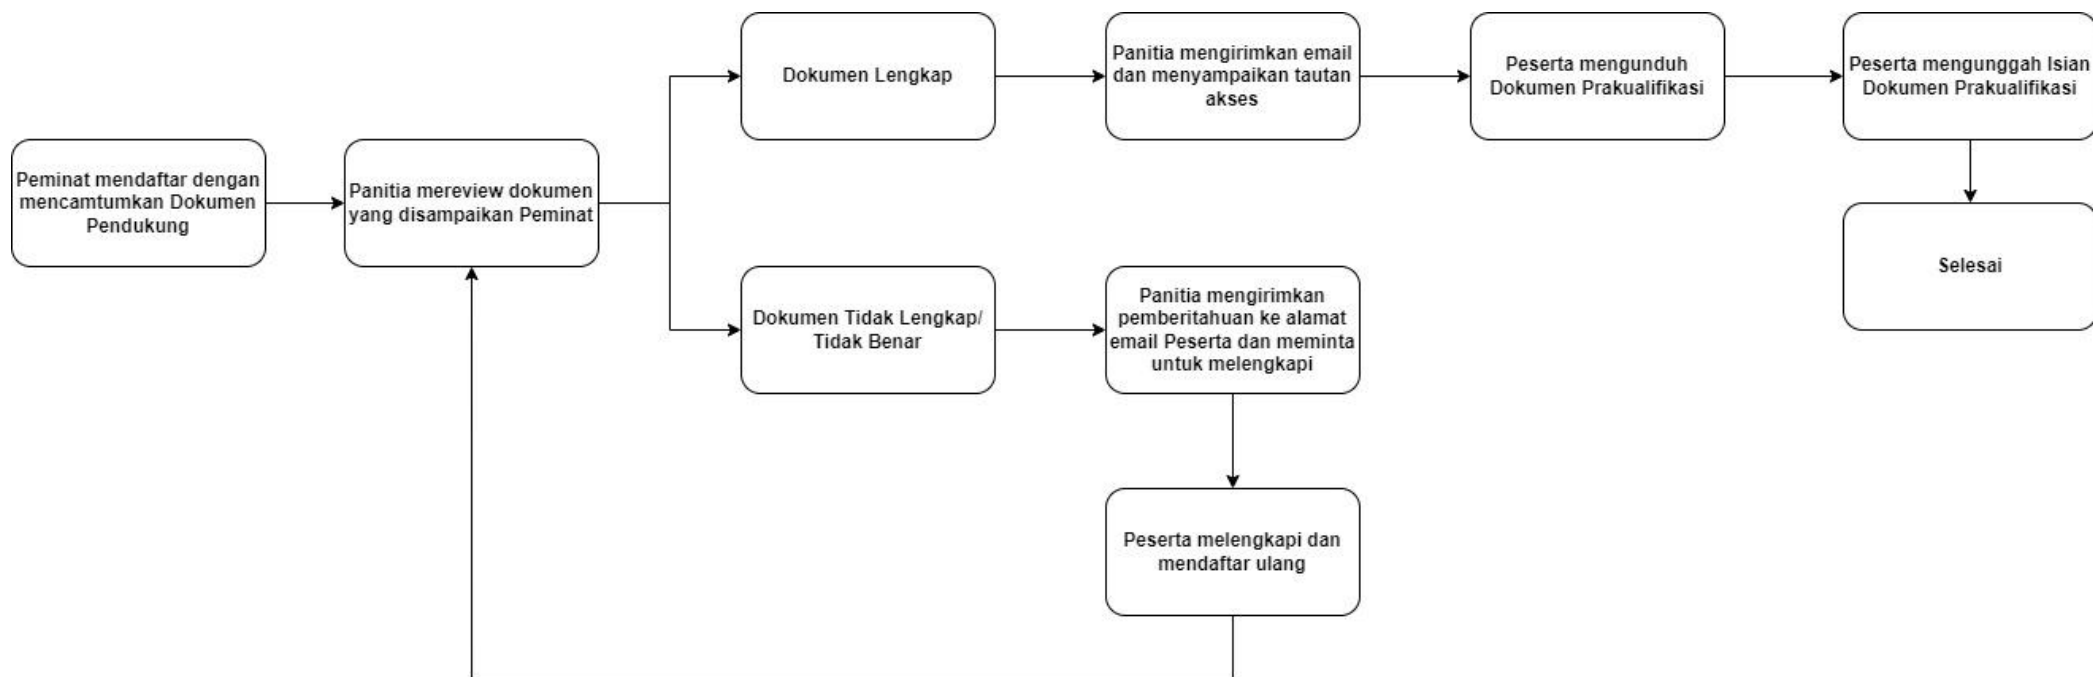 Dokumen Lengkap
Panitia mengirimkan email
dan menyampaikan tautan
akses
Peserta mengunduh
Dokumen Prakualifikasi
Peserta mengunggah Isian
Dokumen Prakualifikasi
Peminat mendaftar dengan
mencamtumkan Dokumen
Pendukung
Panitia mereview dokumen
yang disampaikan Peminat
Selesai
Dokumen Tidak Lengkap/
Tidak Benar
Panitia mengirimkan
pemberitahuan ke alamat
email Peserta dan meminta
untuk melengkapi
Peserta melengkapi dan
mendaftar ulang